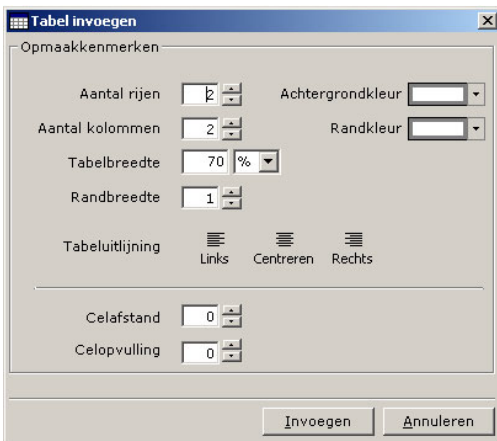 Tabel invoegen
Opmaakkenmerken
Aantal rijen 2 Achtergrondkleur
Aantal kolommen 2 Randkleur
Tabelbreedte 70 %
Randbreedte 1
Tabeluitlijning Links Centreren Rechts
Celafstand 0
Celopvulling 0
Invoegen Annuleren